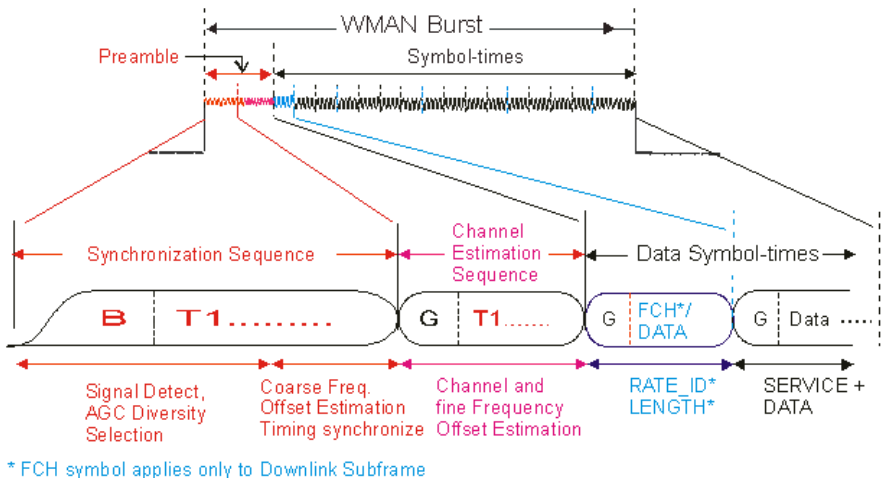 WMAN Burst
Preamble
Symbol-times
Synchronization Sequence
Channel
Estimation
Sequence
Data Symbol-times
B
T1.........
G
T1.......
G
FCH*/
DATA
G
Data ......
Signal Detect,
AGC Diversity
Selection
Coarse Freq.
Offset Estimation
Timing synchronize
Channel and
fine Frequency
Offset Estimation
RATE_ID*
LENGTH*
SERVICE +
DATA
* FCH symbol applies only to Downlink Subframe